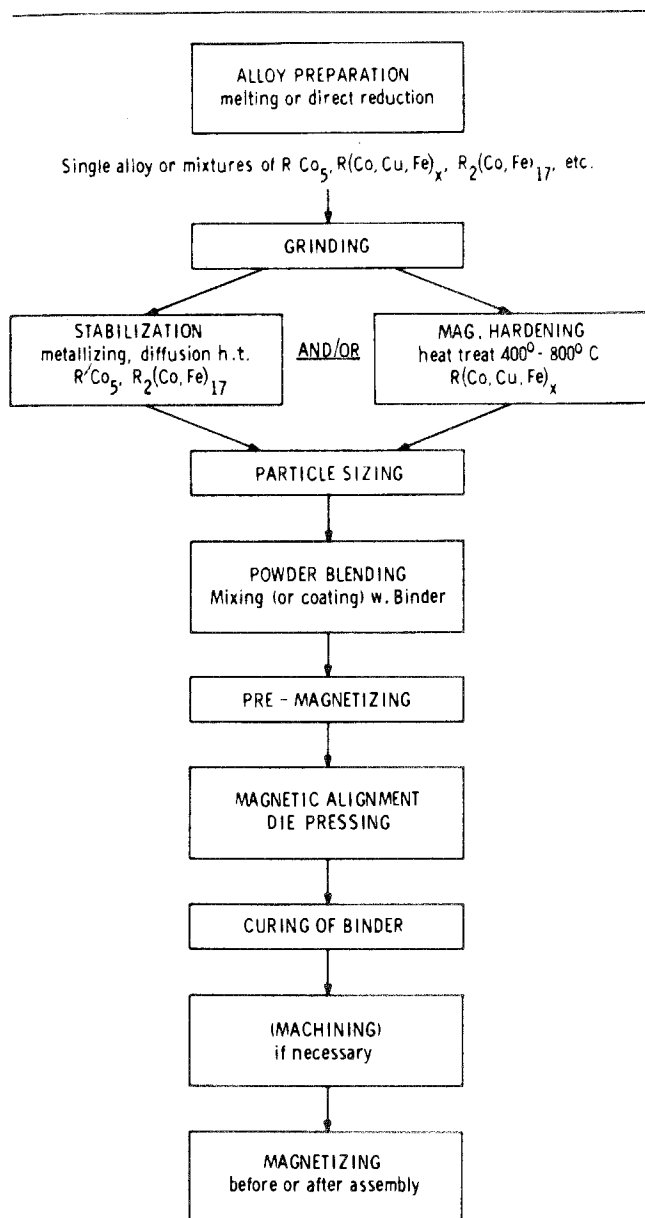 ALLOY PREPARATION
melting or direct reduction
Single alloy or mixtures of R Co₅, R(Co, Cu, Fe)ₓ, R₂(Co, Fe)₁₇, etc.
GRINDING
STABILIZATION
metallizing, diffusion h.t.
R′Co₅, R₂(Co, Fe)₁₇
AND/OR
MAG. HARDENING
heat treat 400⁰ - 800⁰ C
R(Co, Cu, Fe)ₓ
PARTICLE SIZING
POWDER BLENDING
Mixing (or coating) w. Binder
PRE - MAGNETIZING
MAGNETIC ALIGNMENT
DIE PRESSING
CURING OF BINDER
(MACHINING)
if necessary
MAGNETIZING
before or after assembly